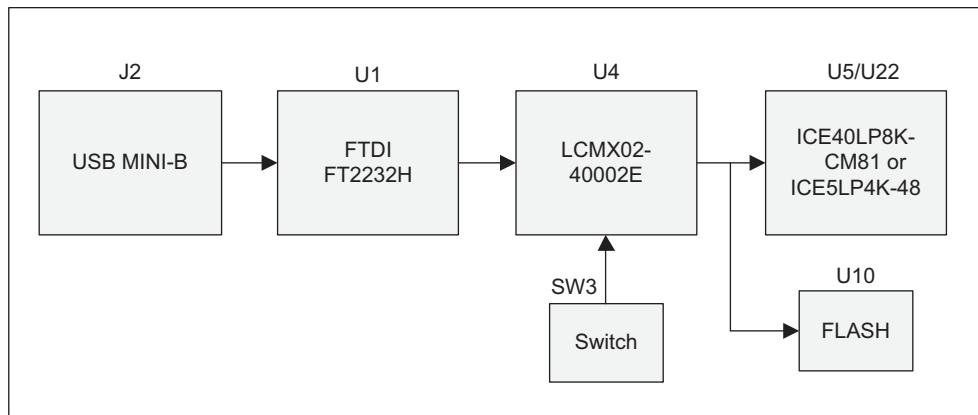 J2
U1
U4
U5/U22
USB MINI-B
FTDI
FT2232H
LCMX02-
40002E
ICE40LP8K-
CM81 or
ICE5LP4K-48
SW3
Switch
U10
FLASH